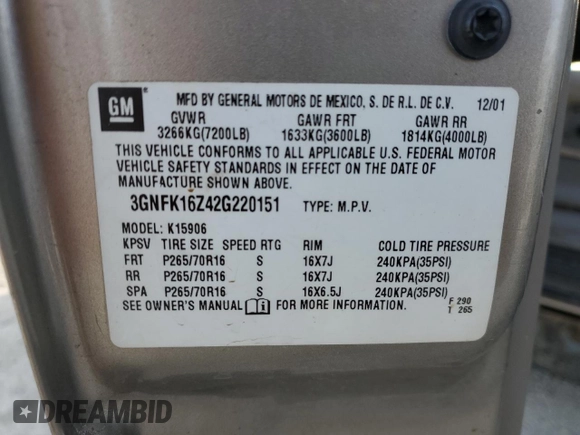 GM
MFD BY GENERAL MOTORS DE MEXICO, S. DE R.L. DE C.V. 12/01
GVWR GAWR FRT GAWR RR
3266KG(7200LB) 1633KG(3600LB) 1814KG(4000LB)
THIS VEHICLE CONFORMS TO ALL APPLICABLE U.S. FEDERAL MOTOR
VEHICLE SAFETY STANDARDS IN EFFECT ON THE DATE OF
MANUFACTURE SHOWN ABOVE.
3GNFK16Z42G220151 TYPE: M.P.V.
MODEL: K15906
KPSV TIRE SIZE SPEED RTG RIM COLD TIRE PRESSURE
FRT P265/70R16 S 16X7J 240KPA(35PSI)
RR P265/70R16 S 16X7J 240KPA(35PSI)
SPA P265/70R16 S 16X6.5J 240KPA(35PSI)
SEE OWNER'S MANUAL FOR MORE INFORMATION.
F 290
T 265
DREAMBID